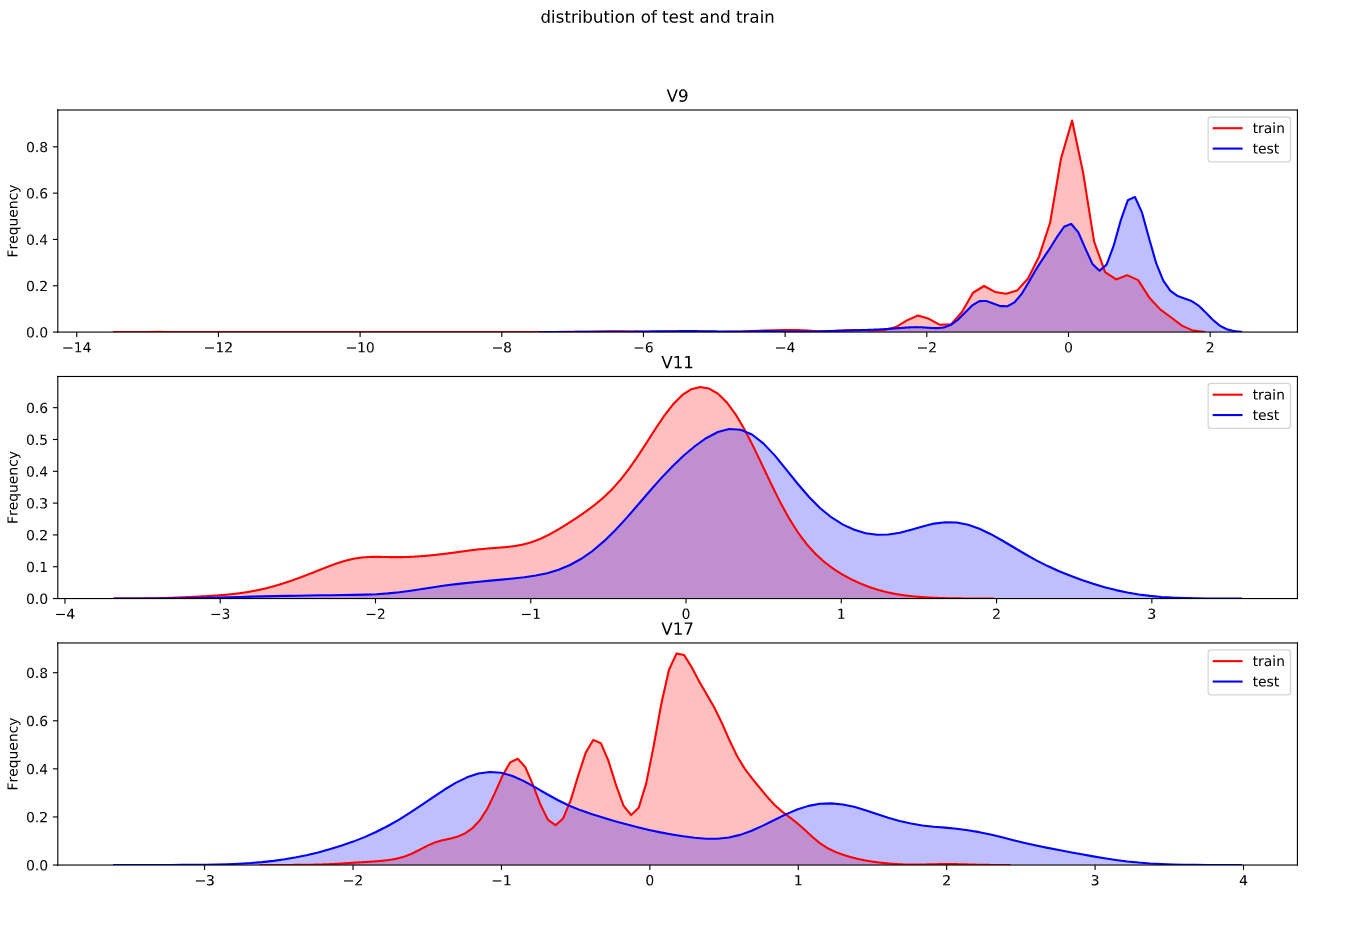 distribution of test and train
V9
Frequency
0.8
0.6
0.4
0.2
0.0
train
test
−14 −12 −10 −8 −6 −4 −2 0 2
V11
Frequency
0.6
0.5
0.4
0.3
0.2
0.1
0.0
train
test
−4 −3 −2 −1 0 1 2 3
V17
Frequency
0.8
0.6
0.4
0.2
0.0
train
test
−3 −2 −1 0 1 2 3 4